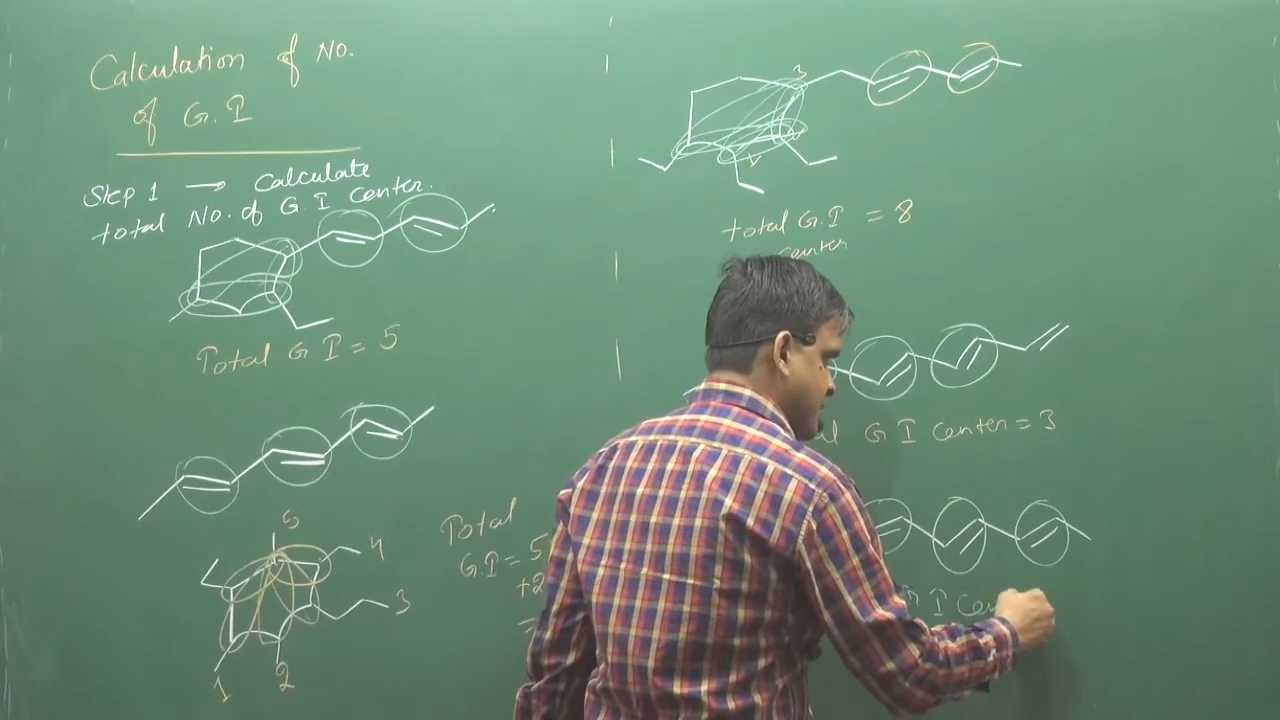 Calculation of No.
of G.I
Step 1 → Calculate
total No. of G.I Center.
Total G I = 5
5
4
3
2
1
Total
G.I = 5
+2
=
3
total G.I = 8
center
G I center = 3
I Cen